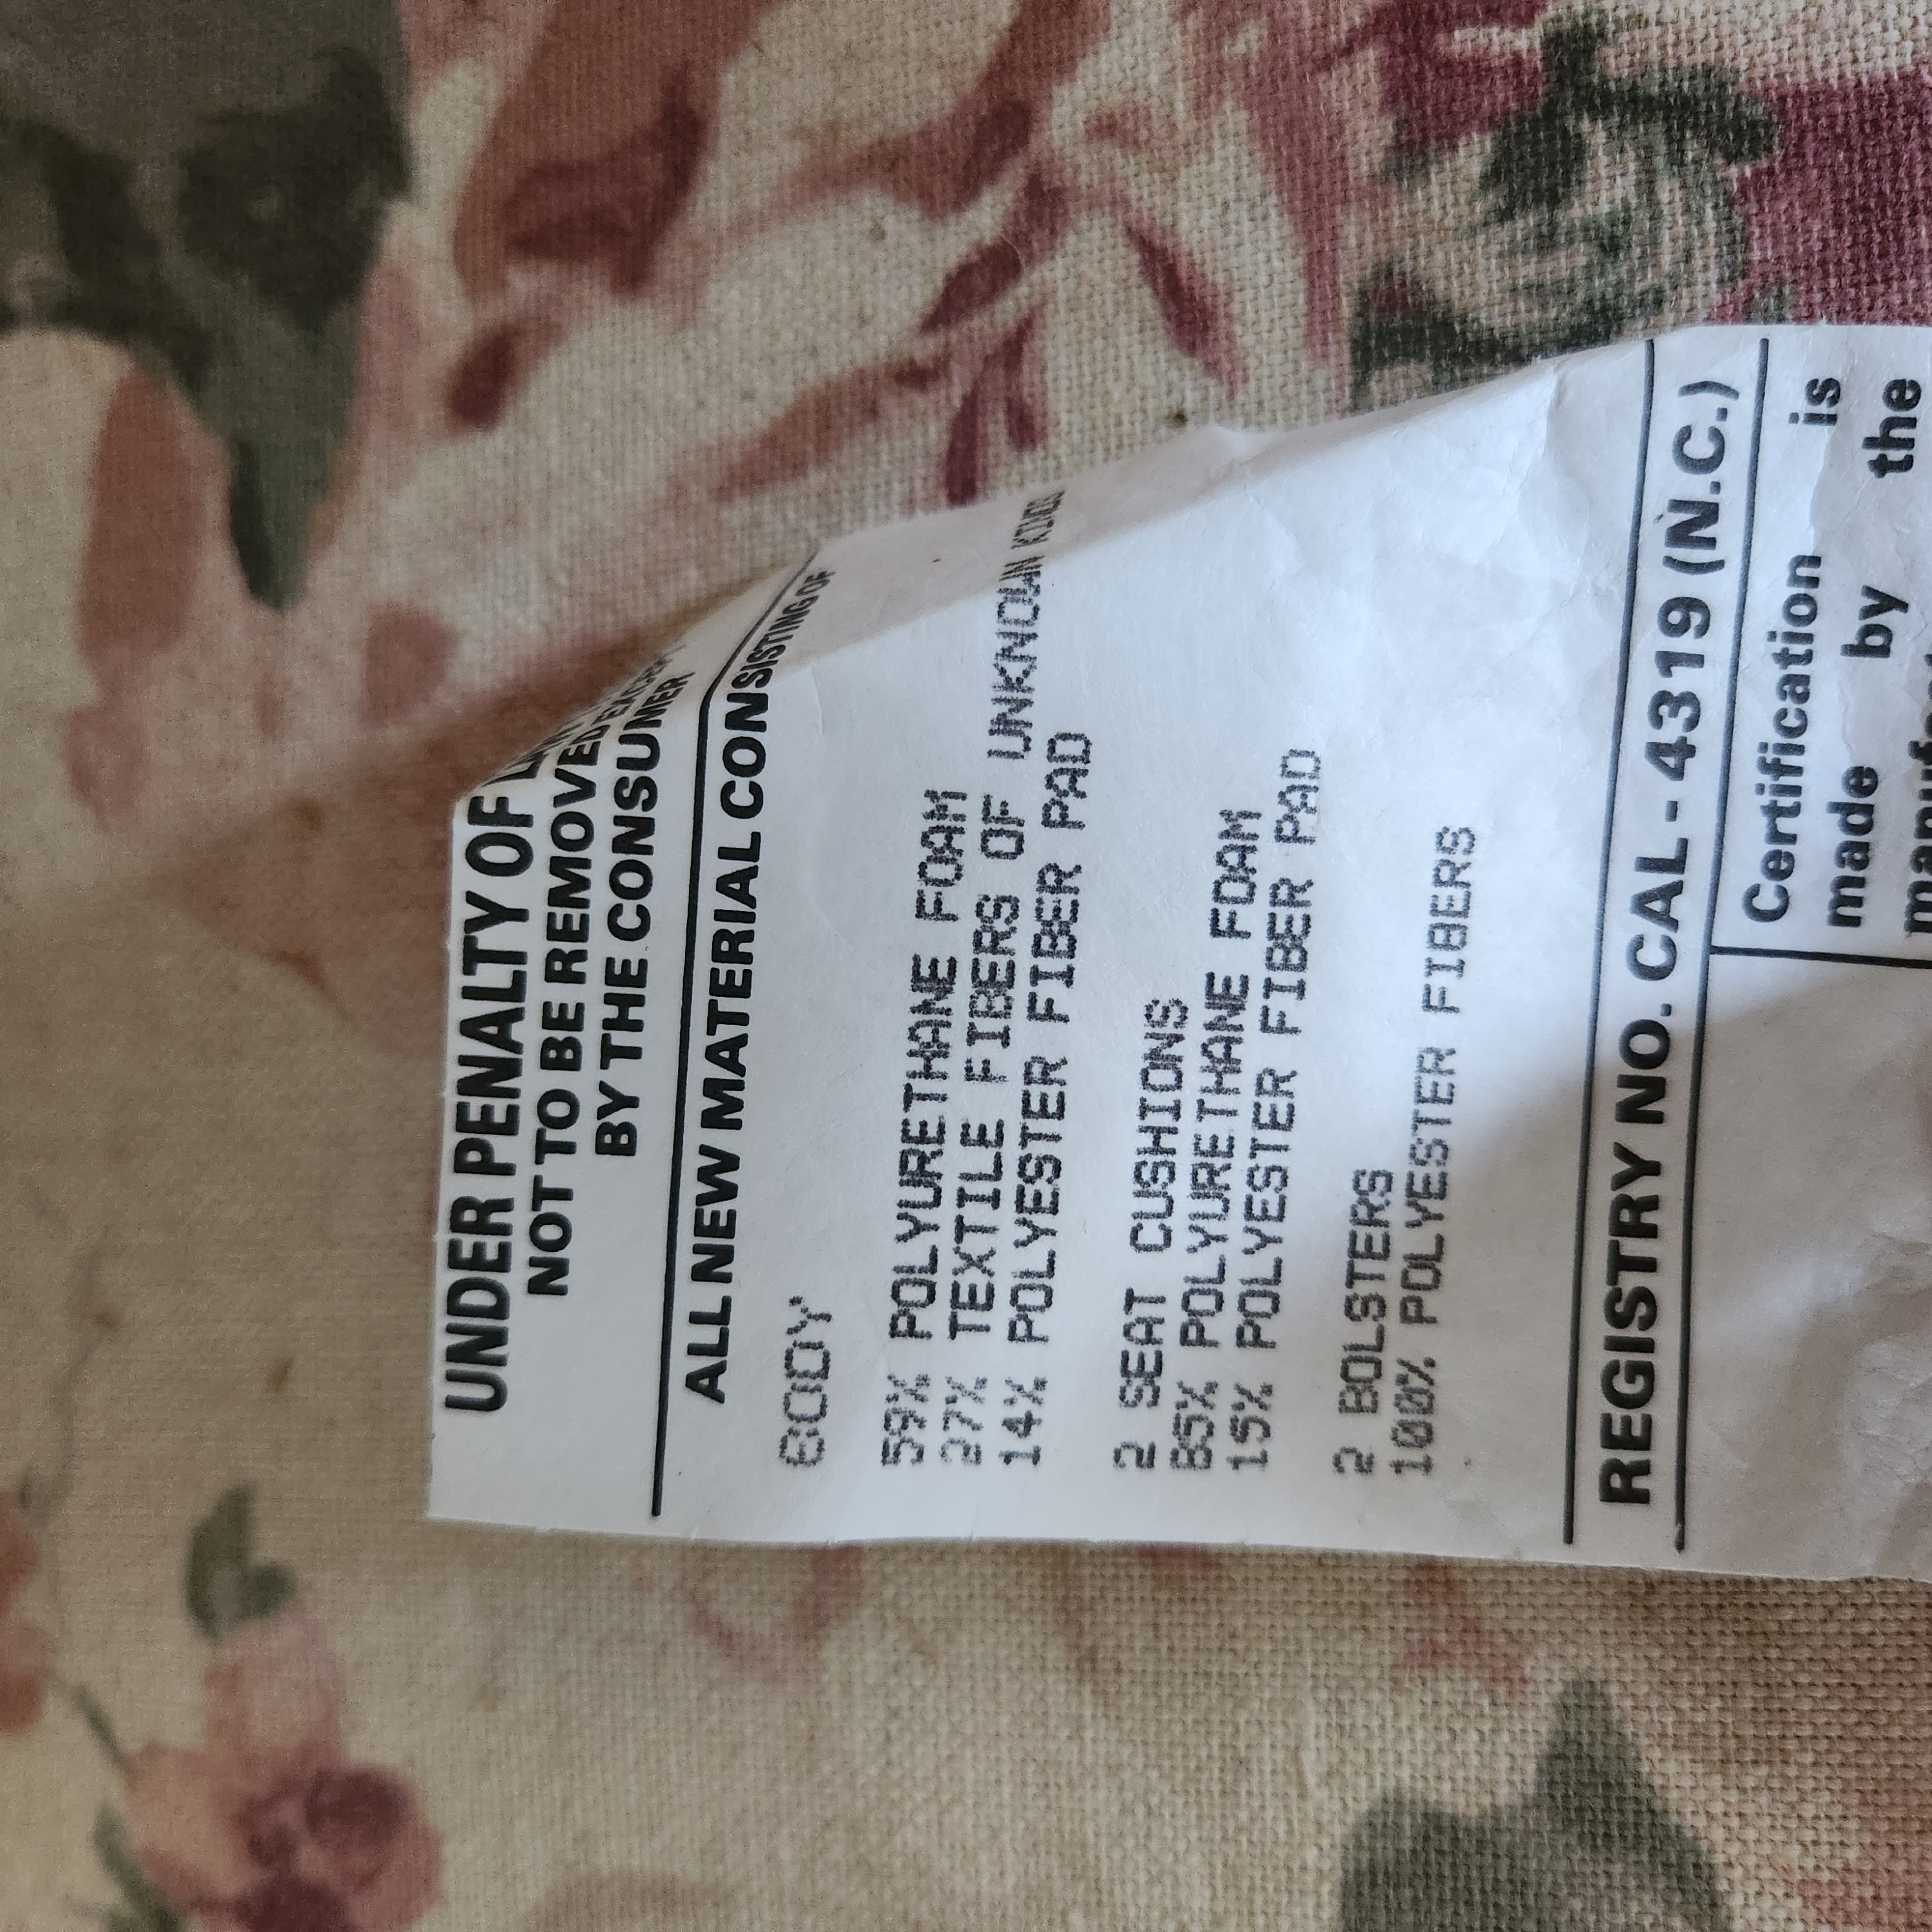 UNDER PENALTY OF
NOT TO BE REMOVED EXCEPT
BY THE CONSUMER
ALL NEW MATERIAL CONSISTING OF
BODY
59% POLYURETHANE FOAM
27% TEXTILE FIBERS OF UNKNOWN KINDS
14% POLYESTER FIBER PAD
2 SEAT CUSHIONS
85% POLYURETHANE FOAM
15% POLYESTER FIBER PAD
2 BOLSTERS
100% POLYESTER FIBERS
REGISTRY NO. CAL - 4319 (N.C.)
Certification is
made by the